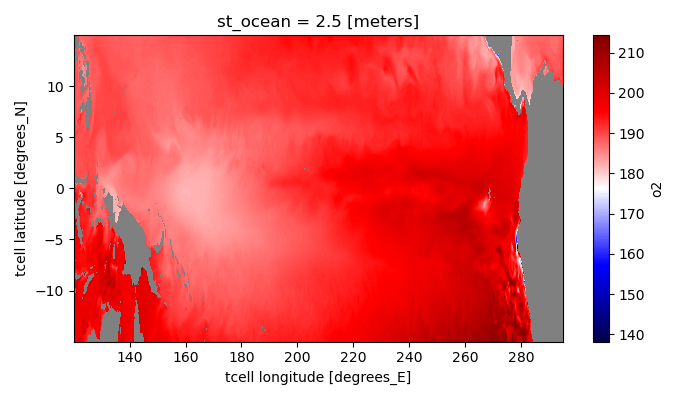 st_ocean = 2.5 [meters]
10
5
0
−5
−10
tcell latitude [degrees_N]
140 160 180 200 220 240 260 280
tcell longitude [degrees_E]
210
200
190
180
170
160
150
140
o2